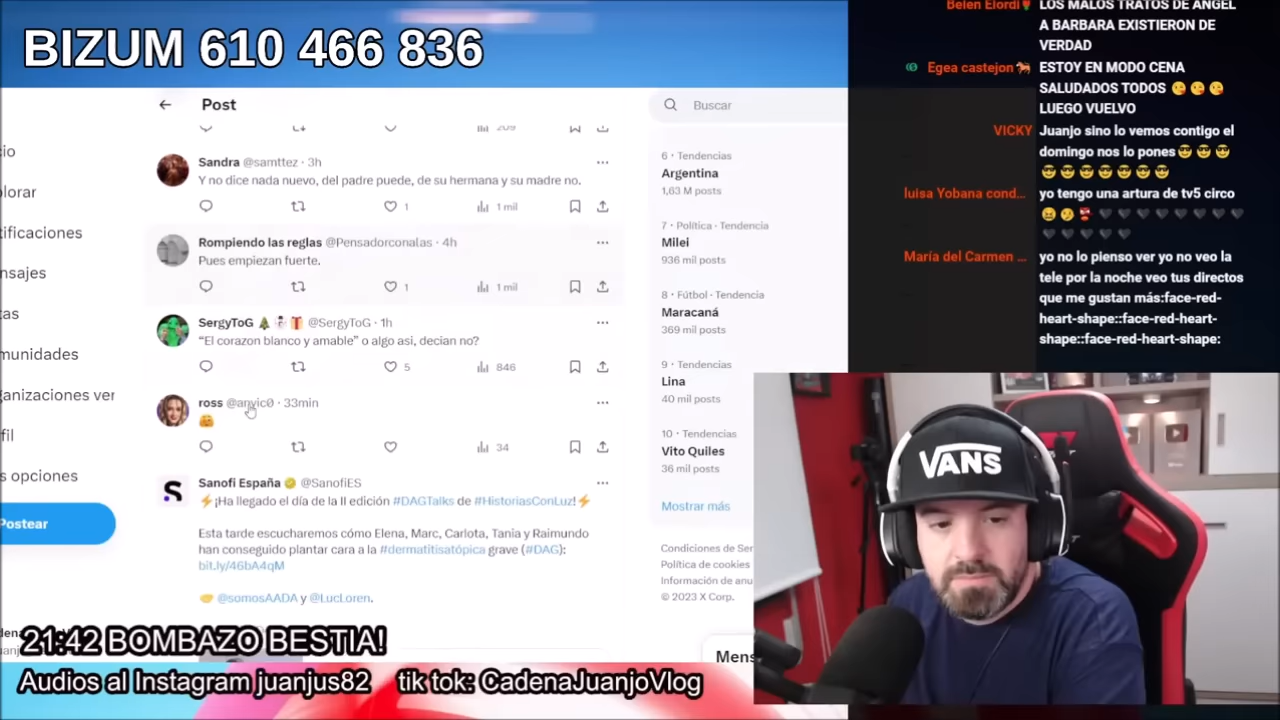 BIZUM 610 466 836
Post
Buscar
209
Sandra @samttez · 3h
Y no dice nada nuevo, del padre puede, de su hermana y su madre no.
1
1 mil
Rompiendo las reglas @Pensadorconalas · 4h
Pues empiezan fuerte.
1
1 mil
SergyToG 🎄⛄🎁 @SergyToG · 1h
“El corazon blanco y amable” o algo asi, decian no?
5
846
ross @anvic0 · 33min
34
Sanofi España @SanofiES
⚡¡Ha llegado el día de la II edición #DAGTalks de #HistoriasConLuz!⚡
Esta tarde escucharemos cómo Elena, Marc, Carlota, Tania y Raimundo
han conseguido plantar cara a la #dermatitisatópica grave (#DAG):
bit.ly/46bA4qM
@somosAADA y @LucLoren.
cio
lorar
tificaciones
nsajes
tas
munidades
ganizaciones ver
fil
s opciones
Postear
6 · Tendencias
Argentina
1,63 M posts
7 · Política · Tendencia
Milei
936 mil posts
8 · Fútbol · Tendencia
Maracaná
369 mil posts
9 · Tendencias
Lina
40 mil posts
10 · Tendencias
Vito Quiles
36 mil posts
Mostrar más
Condiciones de Ser
Política de cookies
Información de anu
© 2023 X Corp.
Mens
Belen Elordi🌹 LOS MALOS TRATOS DE ANGEL
A BARBARA EXISTIERON DE
VERDAD
Egea castejon🐎 ESTOY EN MODO CENA
SALUDADOS TODOS 😘😘😘
LUEGO VUELVO
VICKY Juanjo sino lo vemos contigo el
domingo nos lo pones😎😎😎
😎😎😎😎😎😎😎
luisa Yobana cond... yo tengo una artura de tv5 circo
María del Carmen ... yo no lo pienso ver yo no veo la
tele por la noche veo tus directos
que me gustan más:face-red-
heart-shape::face-red-heart-
shape::face-red-heart-shape:
VANS
21:42 BOMBAZO BESTIA!
Audios al Instagram juanjus82 tik tok: CadenaJuanjoVlog